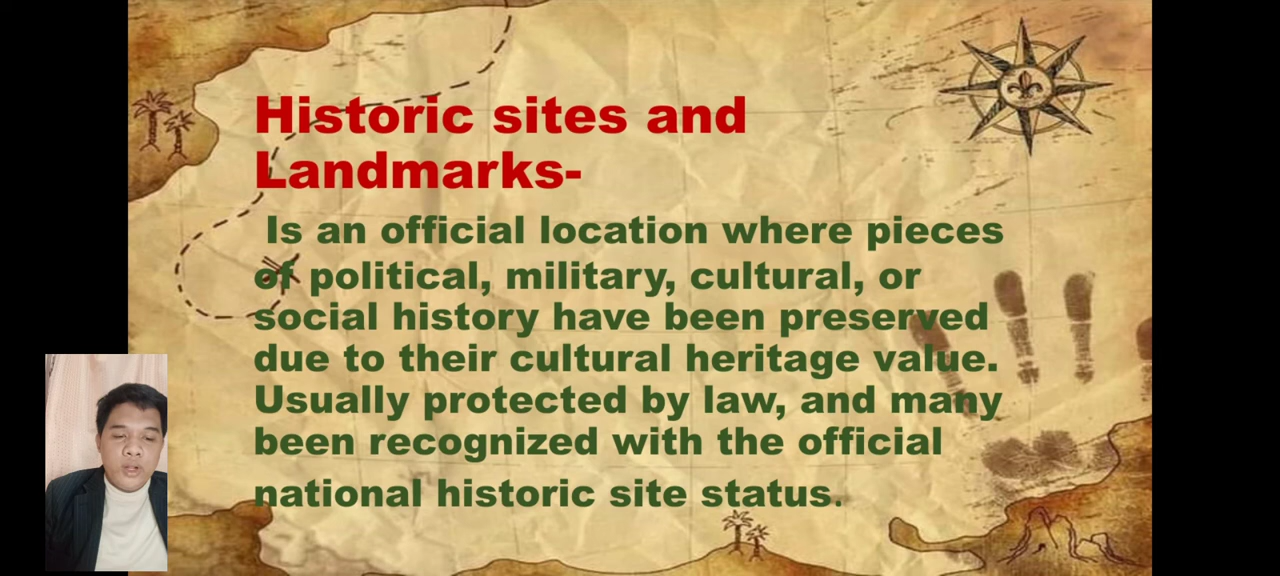 Historic sites and
Landmarks-
Is an official location where pieces
of political, military, cultural, or
social history have been preserved
due to their cultural heritage value.
Usually protected by law, and many
been recognized with the official
national historic site status.